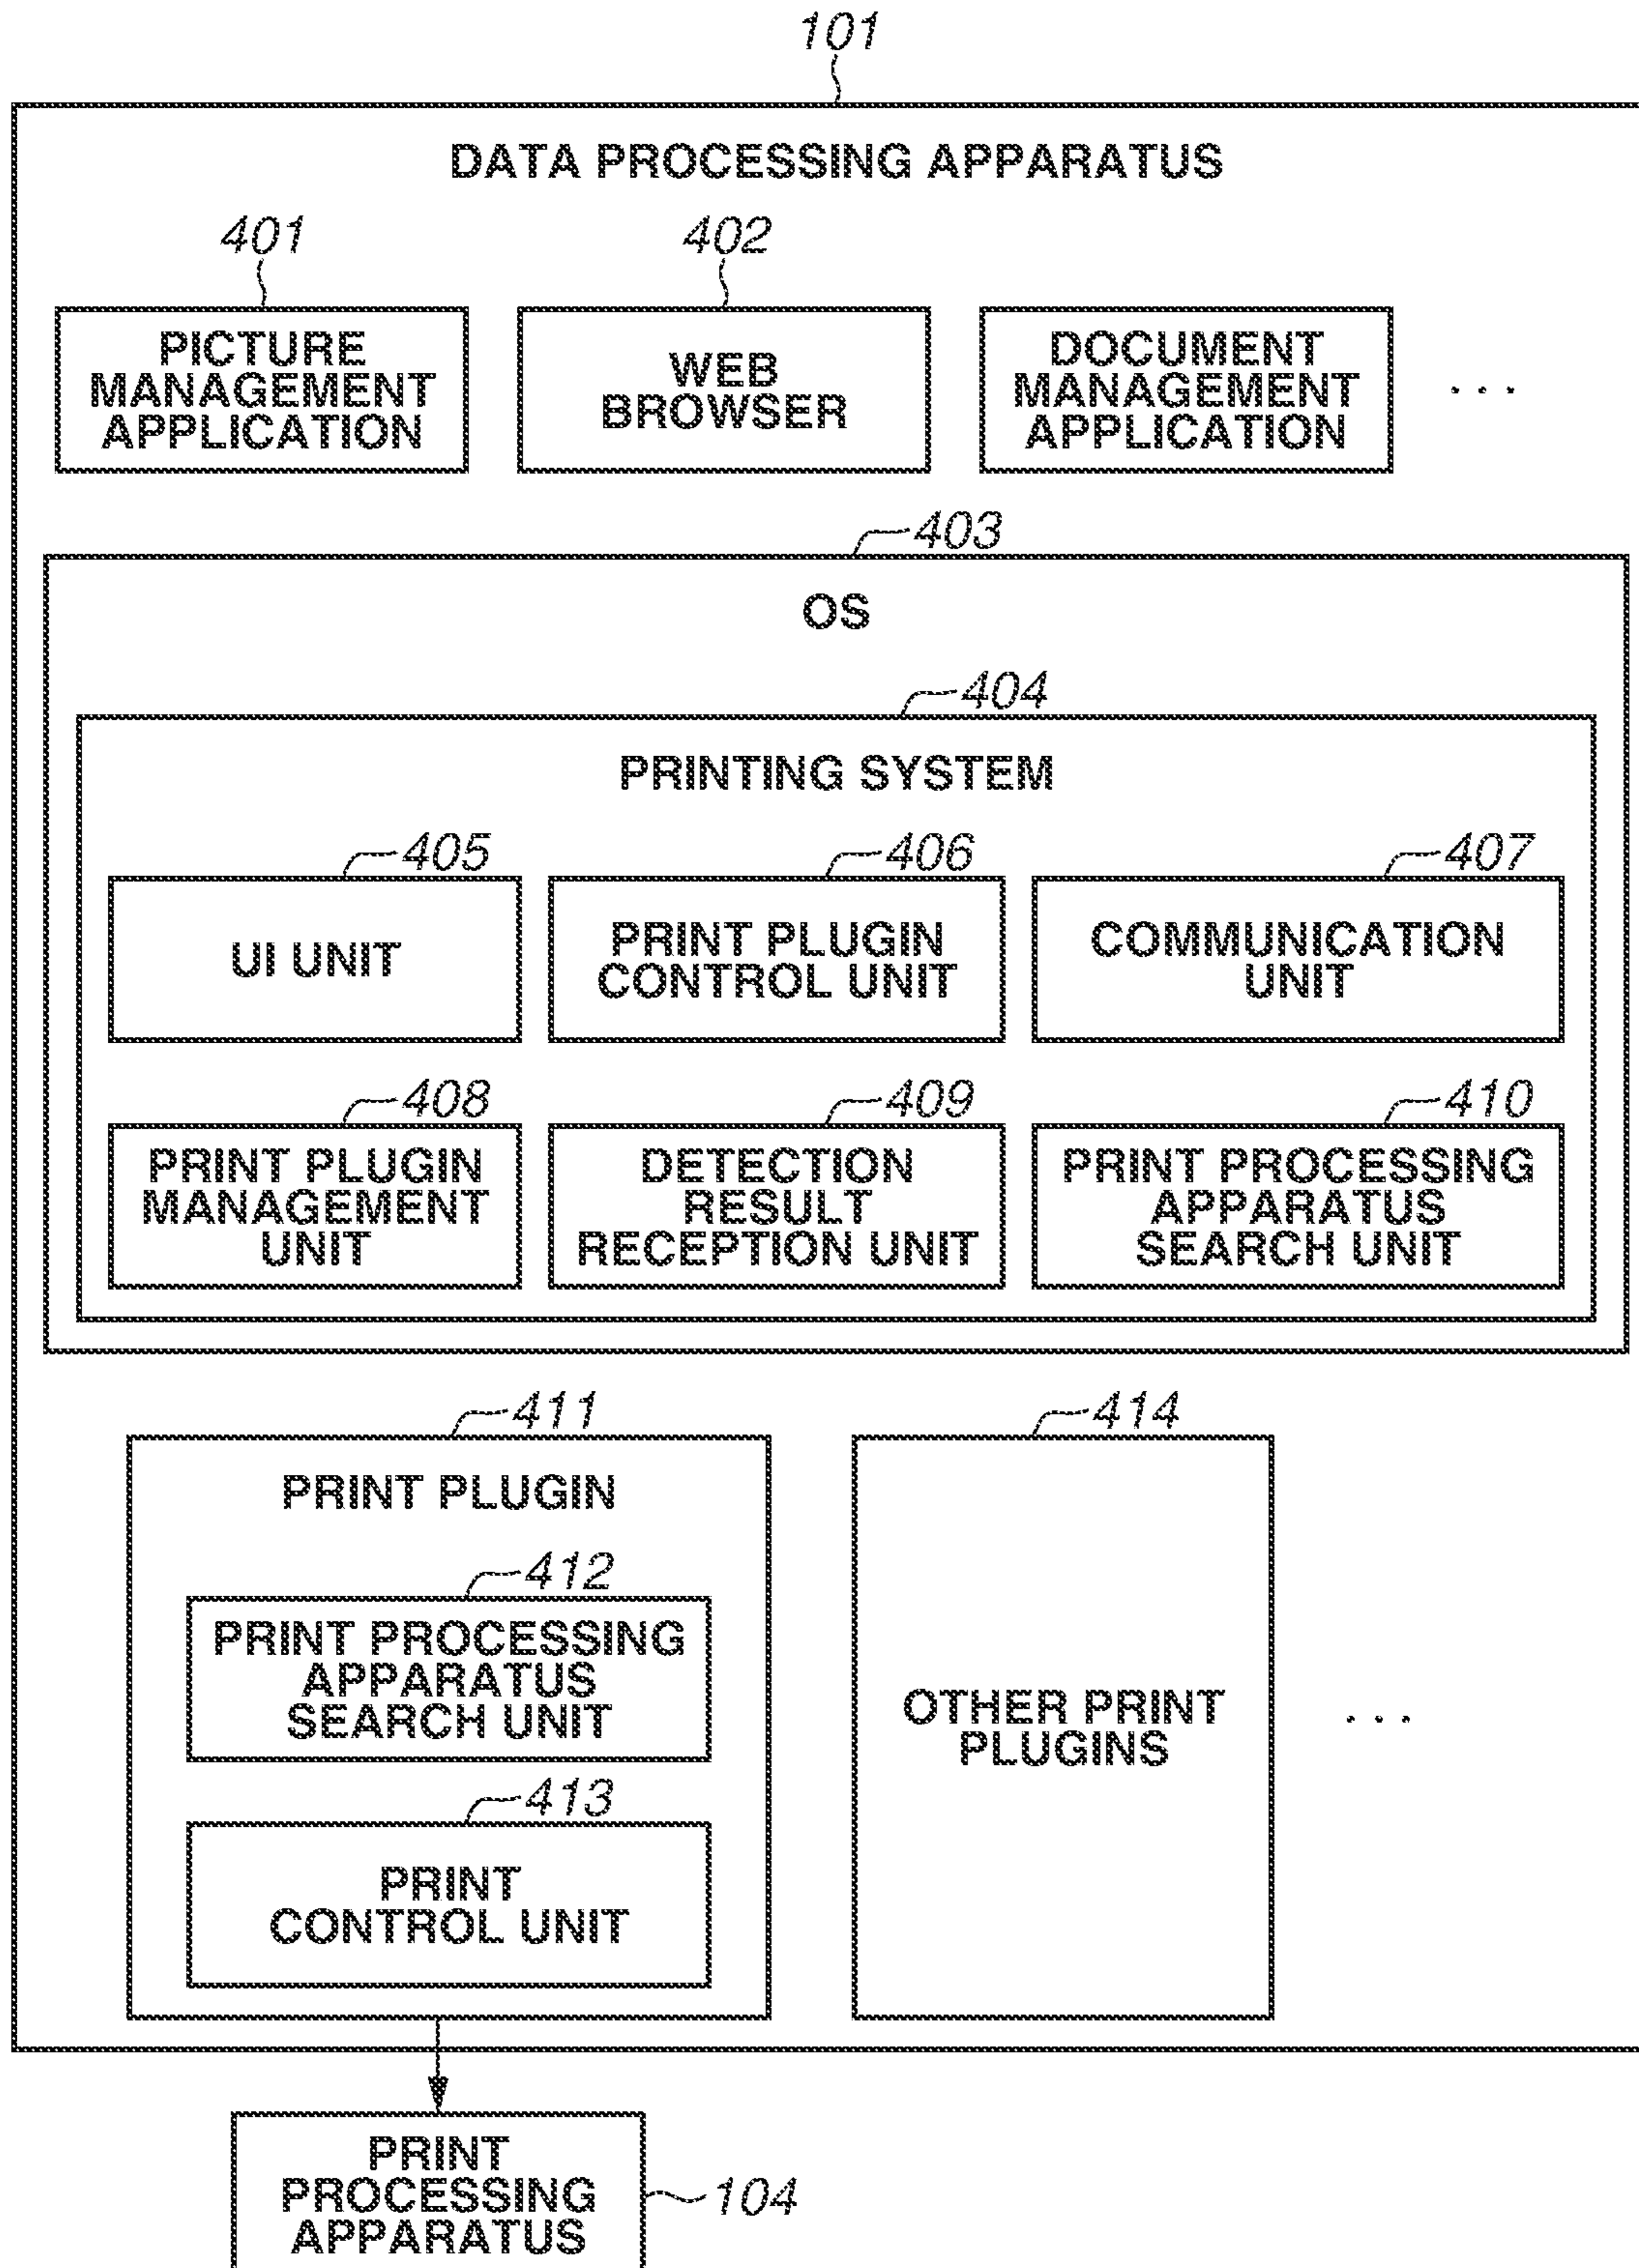 101
DATA PROCESSING APPARATUS
401
402
PICTURE
MANAGEMENT
APPLICATION
WEB
BROWSER
DOCUMENT
MANAGEMENT
APPLICATION
...
403
OS
404
PRINTING SYSTEM
405
406
407
UI UNIT
PRINT PLUGIN
CONTROL UNIT
COMMUNICATION
UNIT
408
409
410
PRINT PLUGIN
MANAGEMENT
UNIT
DETECTION
RESULT
RECEPTION UNIT
PRINT PROCESSING
APPARATUS
SEARCH UNIT
411
414
PRINT PLUGIN
412
PRINT PROCESSING
APPARATUS
SEARCH UNIT
413
PRINT
CONTROL UNIT
OTHER PRINT
PLUGINS
...
PRINT
PROCESSING
APPARATUS
104